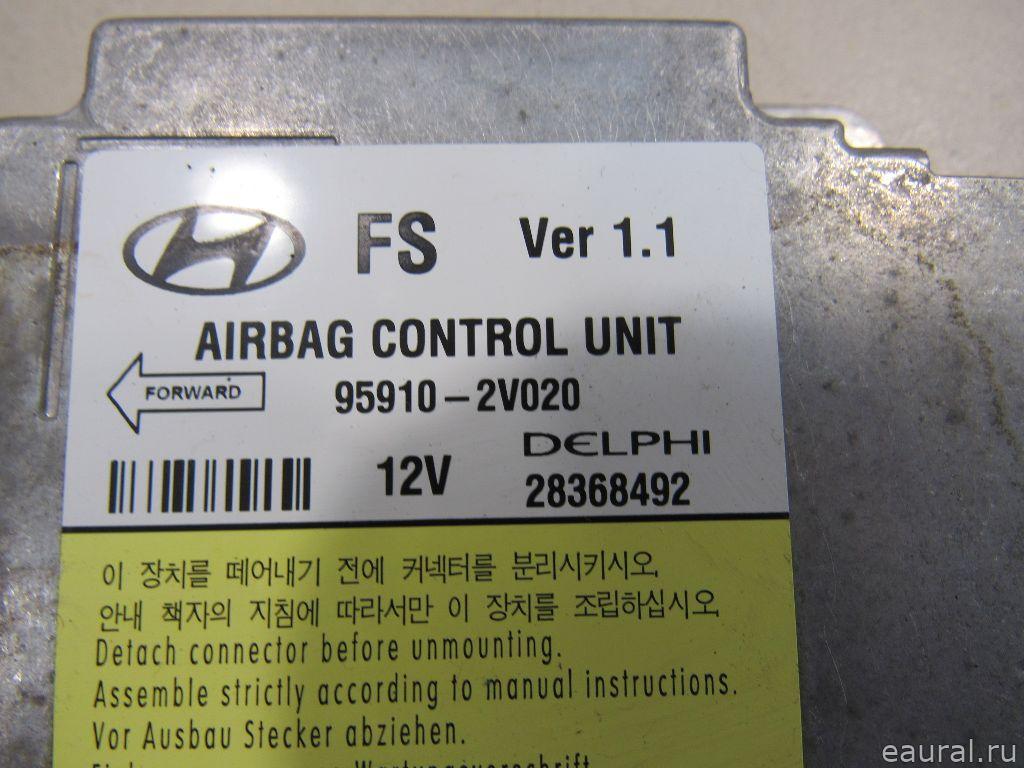 FS Ver 1.1
AIRBAG CONTROL UNIT
FORWARD 95910-2V020
DELPHI
12V 28368492
이 장치를 떼어내기 전에 커넥터를 분리시키시오.
안내 책자의 지침에 따라서만 이 장치를 조립하십시오.
Detach connector before unmounting.
Assemble strictly according to manual instructions.
Vor Ausbau Stecker abziehen.
eaural.ru